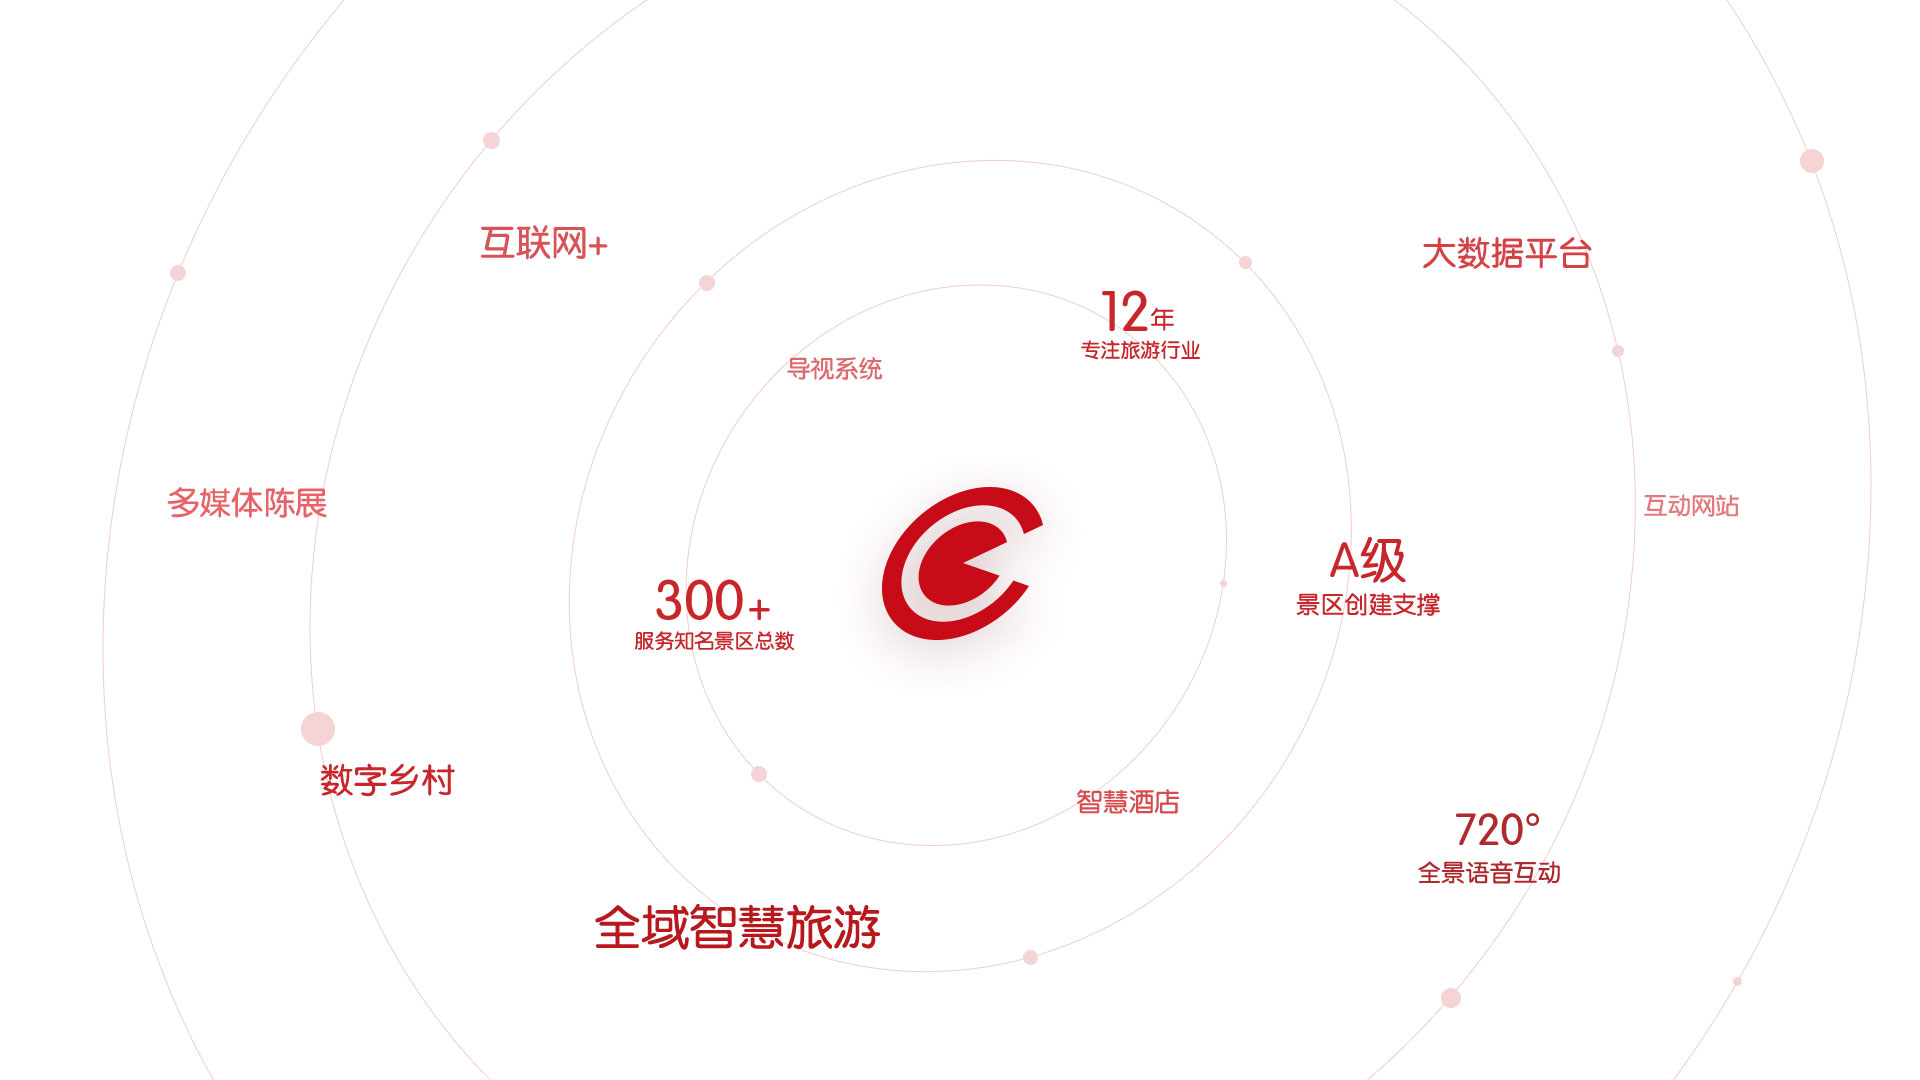 互联网+
大数据平台
12年
专注旅游行业
导视系统
多媒体陈展
互动网站
A级
景区创建支撑
300+
服务知名景区总数
数字乡村
智慧酒店
720°
全景语音互动
全域智慧旅游